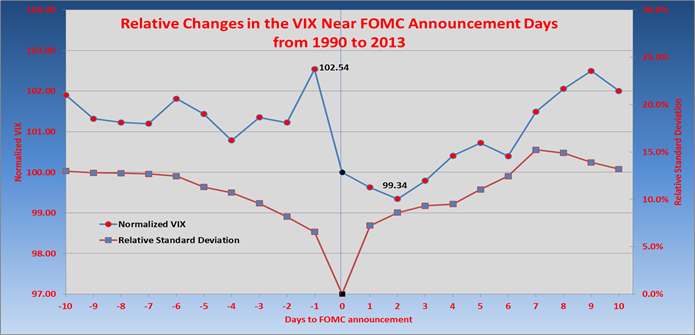 Relative Changes in the VIX Near FOMC Announcement Days
from 1990 to 2013
104.00
103.00
102.00
101.00
100.00
99.00
98.00
97.00
Normalized VIX
30.0%
25.0%
20.0%
15.0%
10.0%
5.0%
0.0%
Relative Standard Deviation
102.54
99.34
Normalized VIX
Relative Standard Deviation
-10 -9 -8 -7 -6 -5 -4 -3 -2 -1 0 1 2 3 4 5 6 7 8 9 10
Days to FOMC announcement